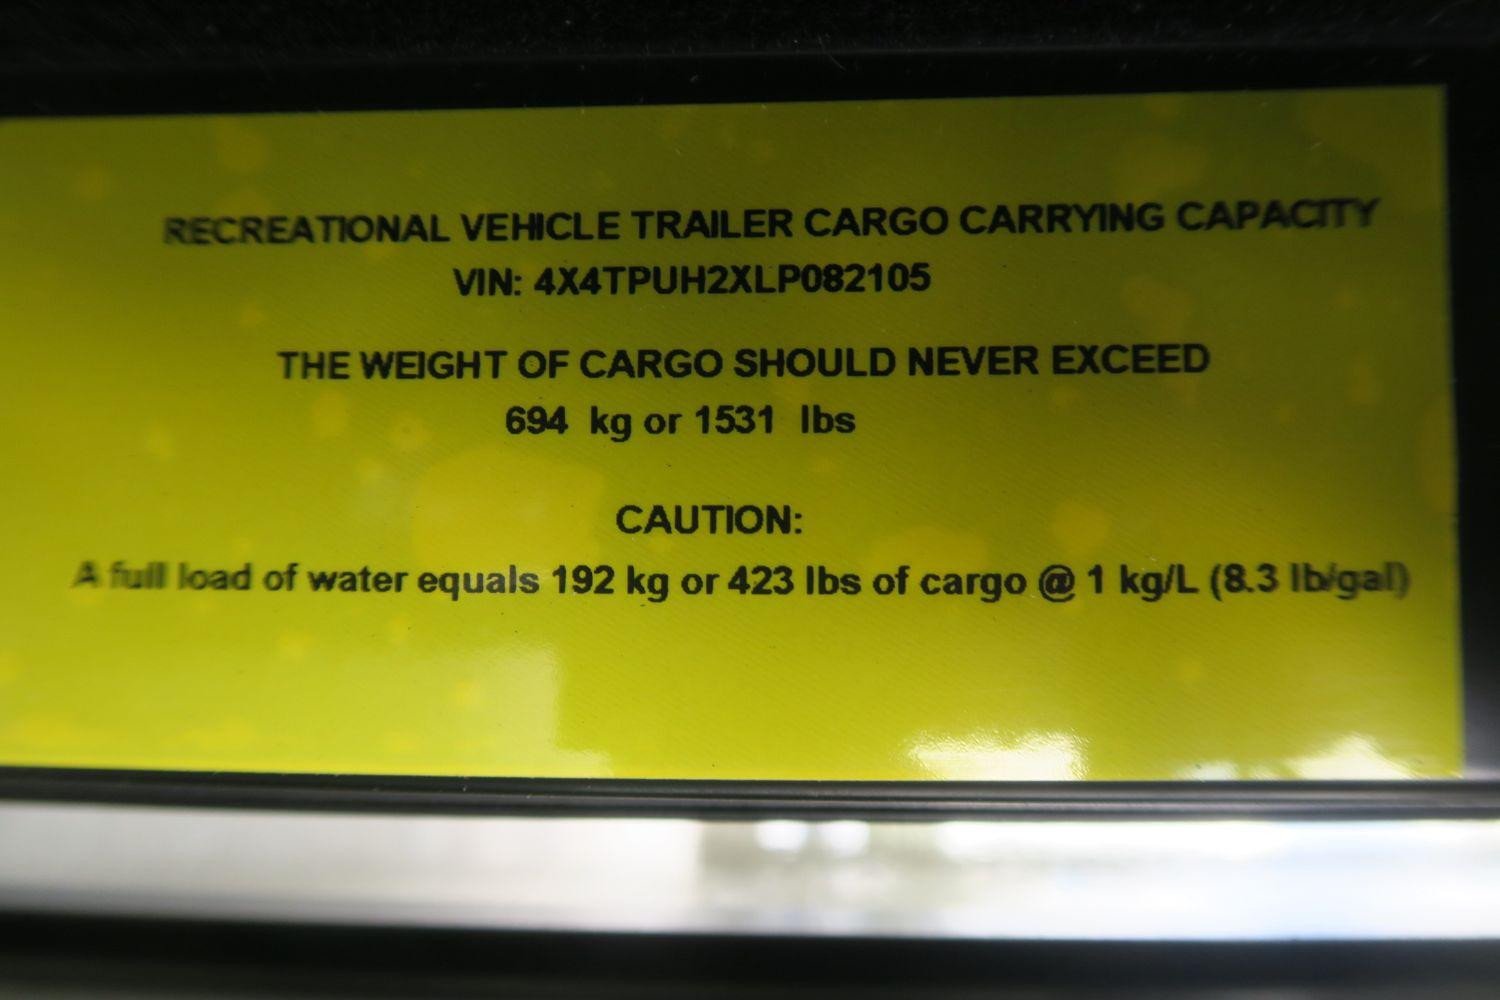 RECREATIONAL VEHICLE TRAILER CARGO CARRYING CAPACITY
VIN: 4X4TPUH2XLP082105
THE WEIGHT OF CARGO SHOULD NEVER EXCEED
694 kg or 1531 lbs
CAUTION:
A full load of water equals 192 kg or 423 lbs of cargo @ 1 kg/L (8.3 lb/gal)